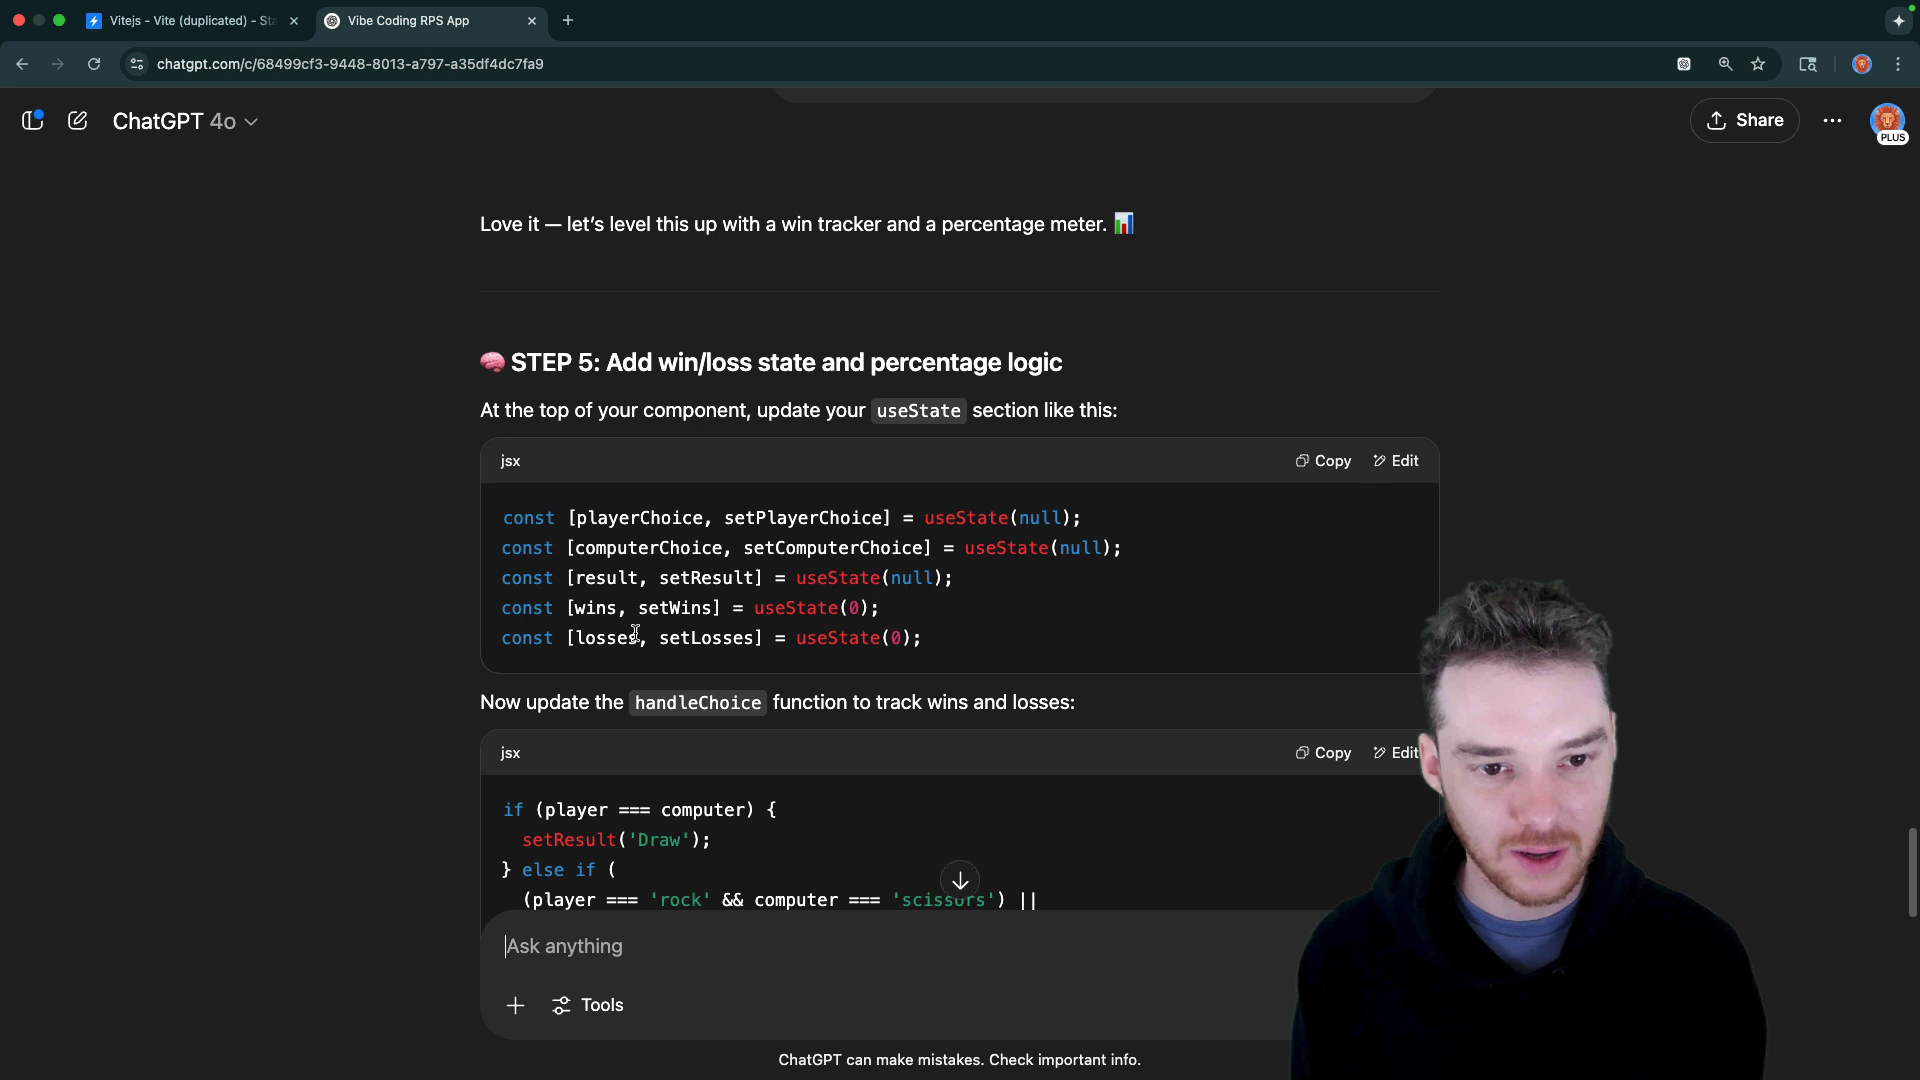 Vitejs - Vite (duplicated) - Sta
Vibe Coding RPS App
chatgpt.com/c/68499cf3-9448-8013-a797-a35df4dc7fa9
ChatGPT 4o
Share
PLUS
Love it — let's level this up with a win tracker and a percentage meter. 📊
🧠 STEP 5: Add win/loss state and percentage logic
At the top of your component, update your useState section like this:
jsx
Copy
Edit
const [playerChoice, setPlayerChoice] = useState(null);
const [computerChoice, setComputerChoice] = useState(null);
const [result, setResult] = useState(null);
const [wins, setWins] = useState(0);
const [losses, setLosses] = useState(0);
Now update the handleChoice function to track wins and losses:
jsx
Copy
Edit
if (player === computer) {
setResult('Draw');
} else if (
(player === 'rock' && computer === 'scissors') ||
Ask anything
Tools
ChatGPT can make mistakes. Check important info.